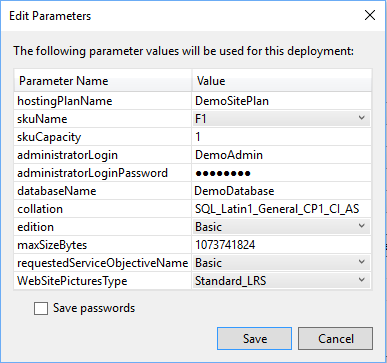 Edit Parameters
The following parameter values will be used for this deployment:
Parameter Name Value
hostingPlanName DemoSitePlan
skuName F1
skuCapacity 1
administratorLogin DemoAdmin
administratorLoginPassword ●●●●●●●●
databaseName DemoDatabase
collation SQL_Latin1_General_CP1_CI_AS
edition Basic
maxSizeBytes 1073741824
requestedServiceObjectiveName Basic
WebSitePicturesType Standard_LRS
Save passwords
Save Cancel